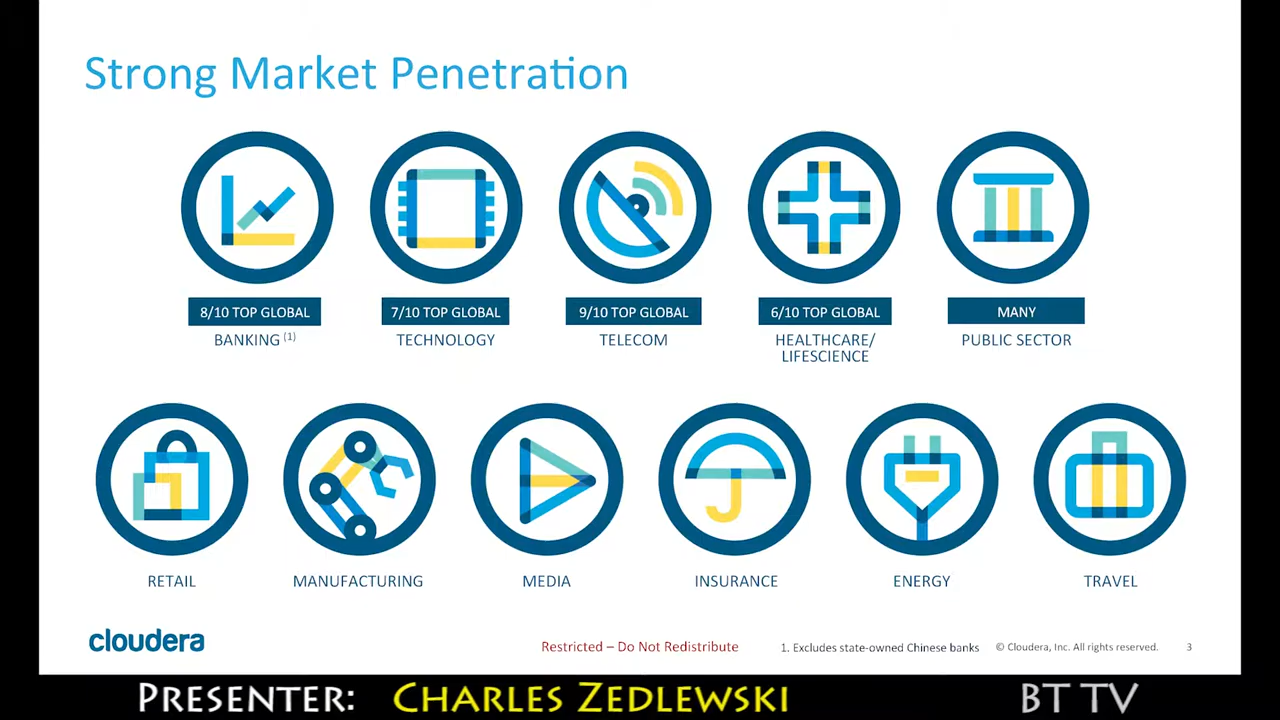 Strong Market Penetration
8/10 TOP GLOBAL
BANKING (1)
7/10 TOP GLOBAL
TECHNOLOGY
9/10 TOP GLOBAL
TELECOM
6/10 TOP GLOBAL
HEALTHCARE/
LIFESCIENCE
MANY
PUBLIC SECTOR
RETAIL
MANUFACTURING
MEDIA
INSURANCE
ENERGY
TRAVEL
cloudera
Restricted – Do Not Redistribute
1. Excludes state-owned Chinese banks
© Cloudera, Inc. All rights reserved.
3
PRESENTER: CHARLES ZEDLEWSKI
BT TV